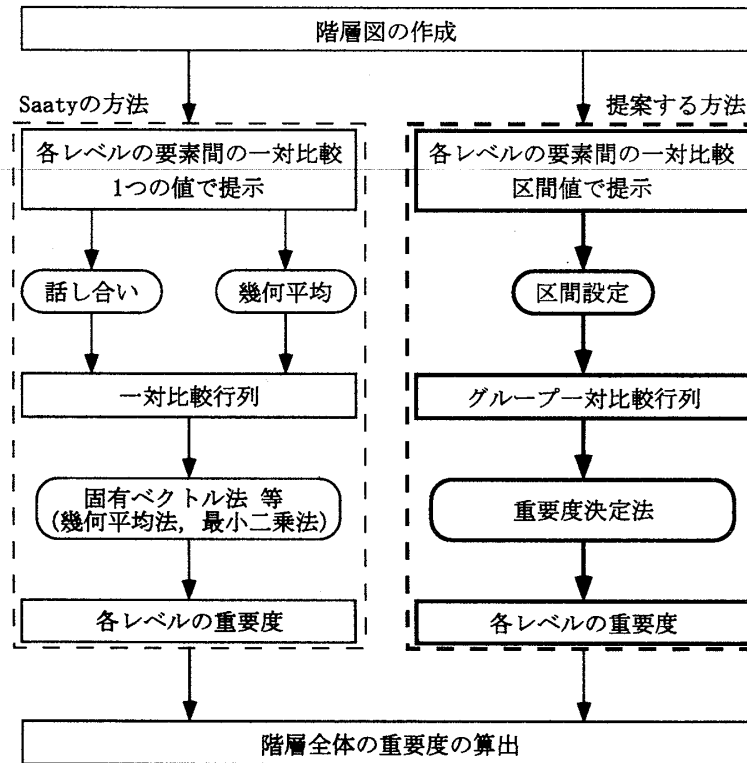 階層図の作成
Saatyの方法
各レベルの要素間の一対比較
1つの値で提示
話し合い
幾何平均
一対比較行列
固有ベクトル法 等
(幾何平均法, 最小二乗法)
各レベルの重要度
提案する方法
各レベルの要素間の一対比較
区間値で提示
区間設定
グループ一対比較行列
重要度決定法
各レベルの重要度
階層全体の重要度の算出